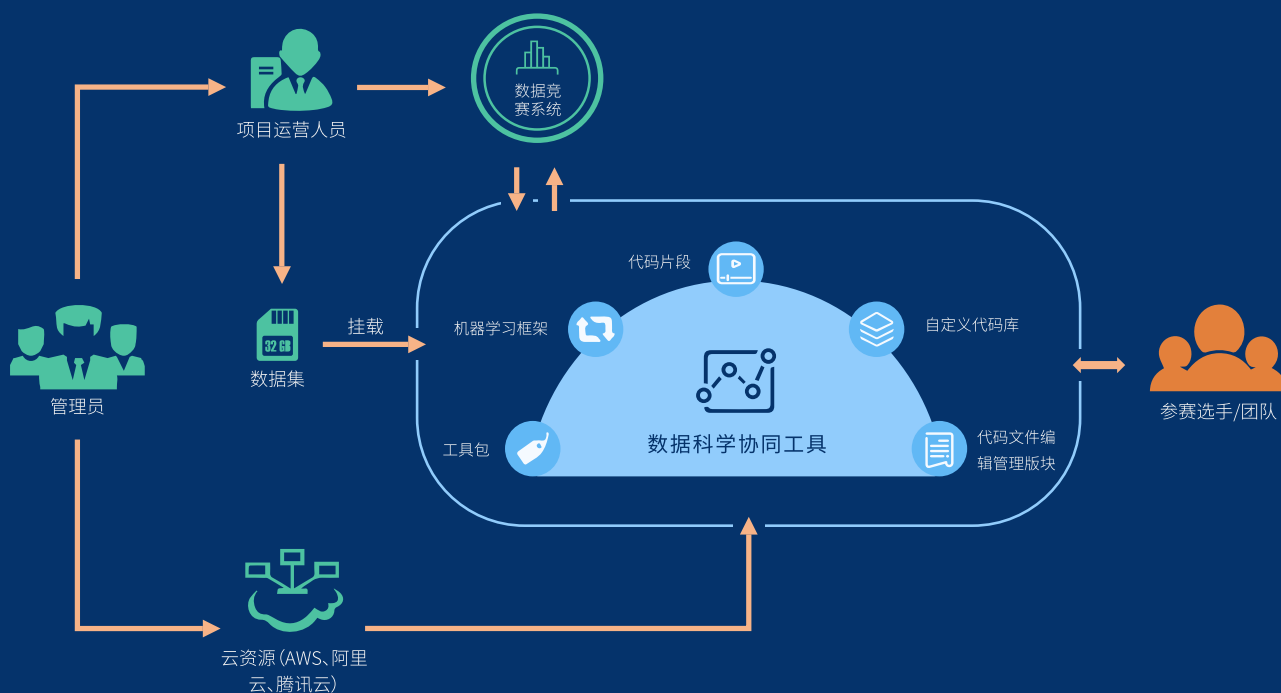 数据竞
赛系统
项目运营人员
代码片段
机器学习框架
自定义代码库
挂载
32 GB
数据集
管理员
参赛选手/团队
数据科学协同工具
工具包
代码文件编
辑管理版块
云资源(AWS、阿里
云、腾讯云)